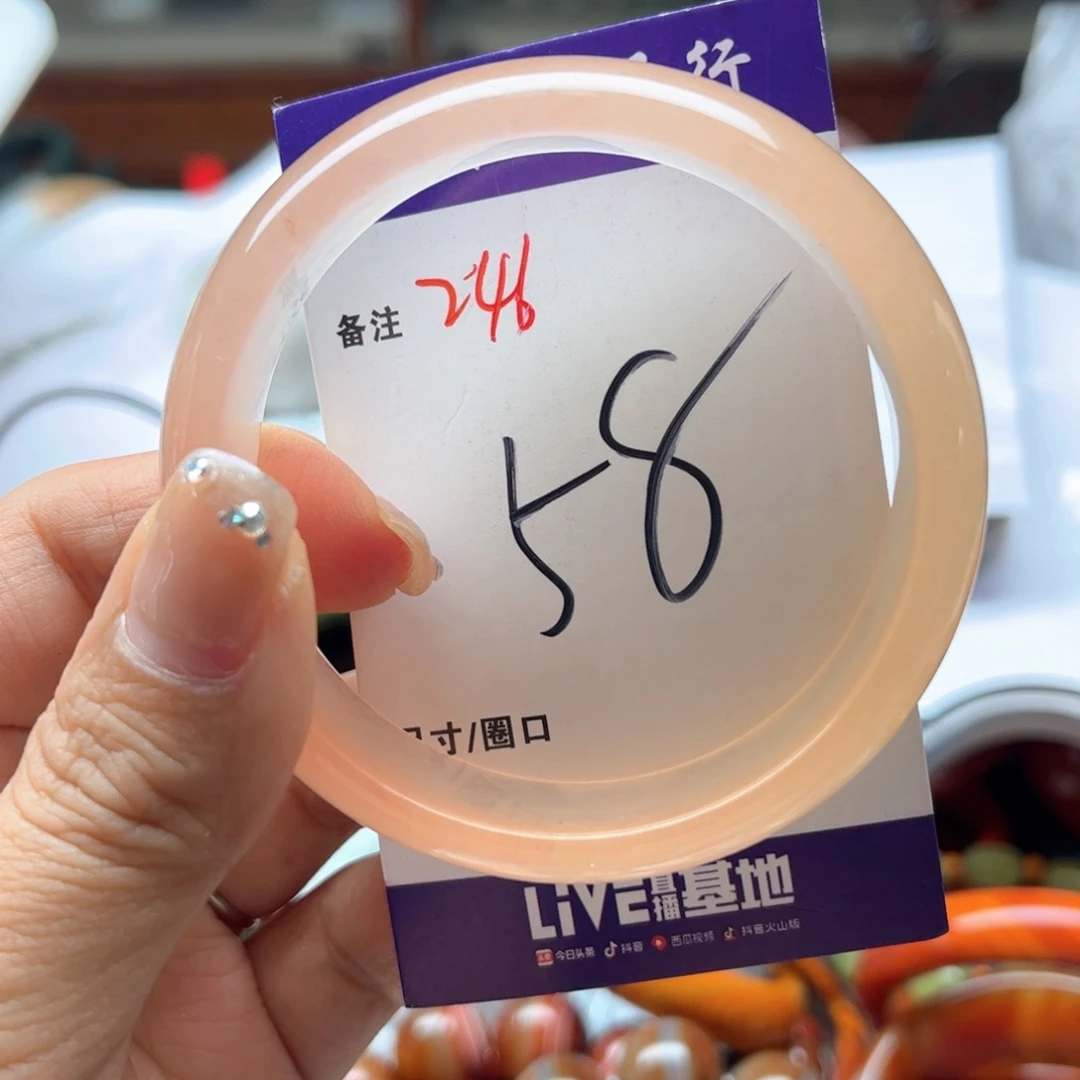 行
备注 246
58
寸/圈口
LIVE直播基地
今日头条 抖音 西瓜视频 抖音火山版